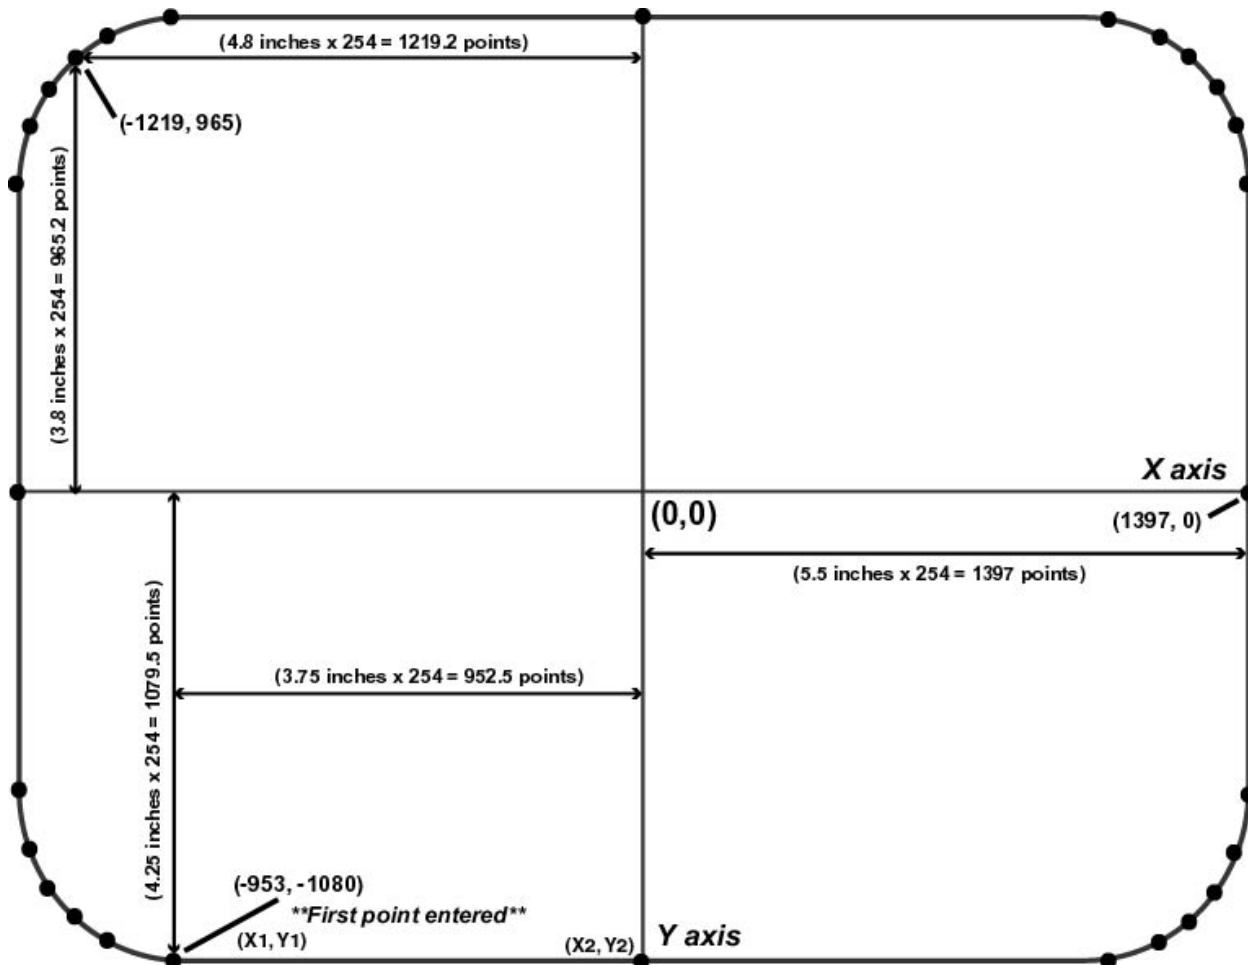 (4.8 inches x 254 = 1219.2 points)
(-1219, 965)
(3.8 inches x 254 = 965.2 points)
X axis
(0,0)
(1397, 0)
(5.5 inches x 254 = 1397 points)
(4.25 inches x 254 = 1079.5 points)
(3.75 inches x 254 = 952.5 points)
(-953, -1080)
**First point entered**
(X1, Y1)
(X2, Y2)
Y axis